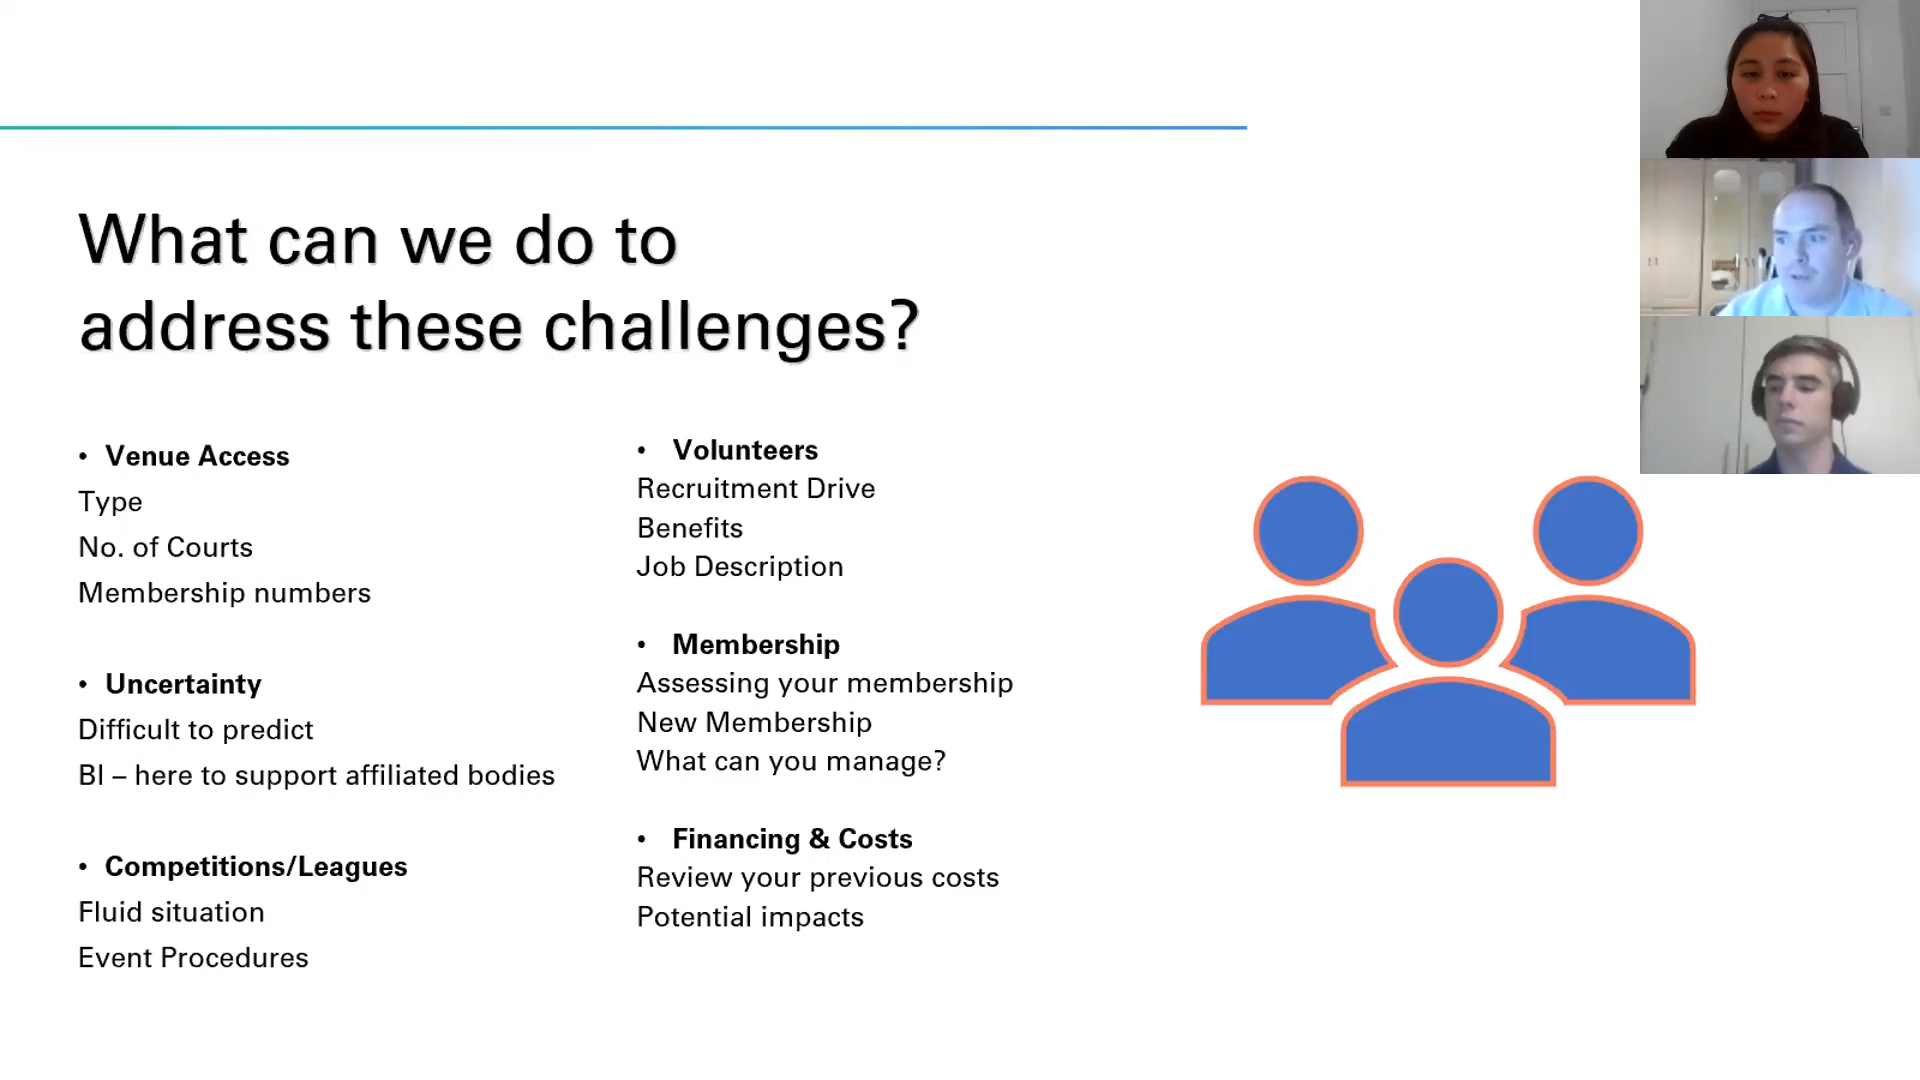 What can we do to
address these challenges?
• Venue Access
Type
No. of Courts
Membership numbers
• Uncertainty
Difficult to predict
BI – here to support affiliated bodies
• Competitions/Leagues
Fluid situation
Event Procedures
• Volunteers
Recruitment Drive
Benefits
Job Description
• Membership
Assessing your membership
New Membership
What can you manage?
• Financing & Costs
Review your previous costs
Potential impacts